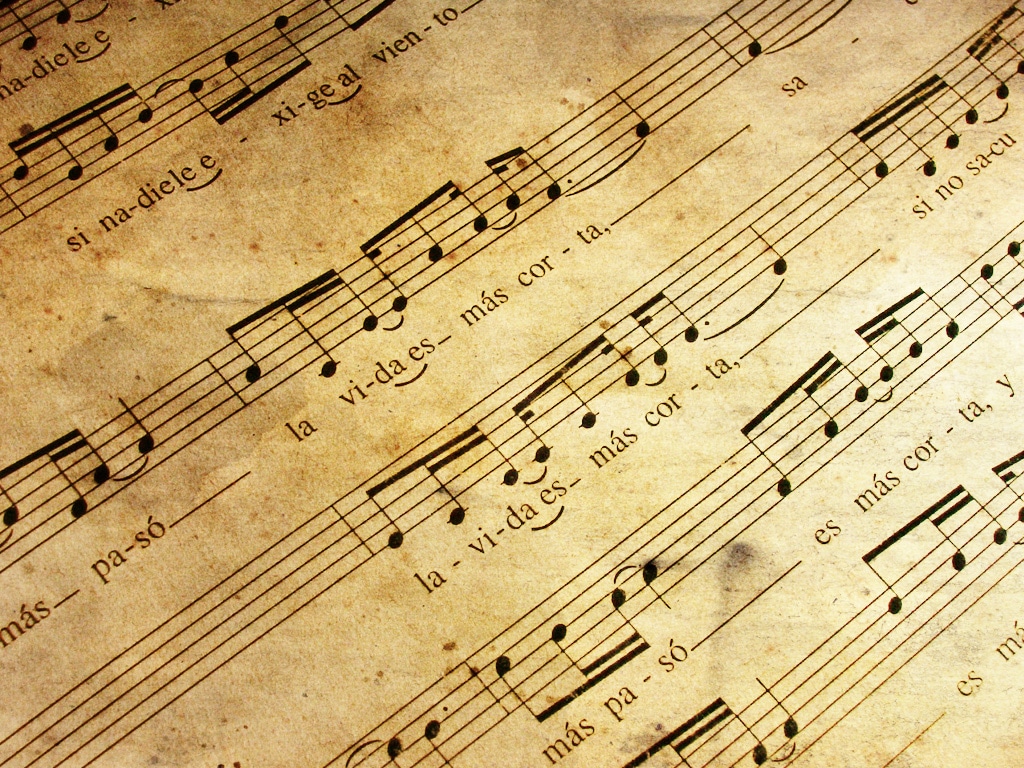 na-diele e - xi
si na-diele e - xi-ge al vien-to
más pa-só
la vi-da es más cor - ta, sa
la - vi-da es más cor - ta, si no sa-cu
más pa - só es más cor - ta, y
es